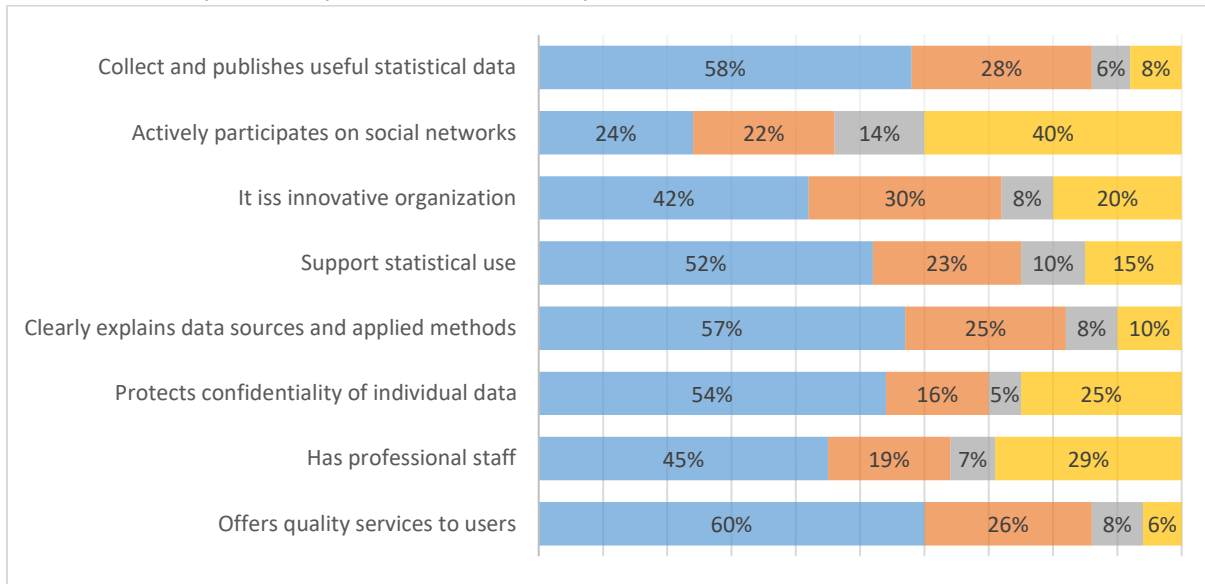 Collect and publishes useful statistical data 58% 28% 6% 8%
Actively participates on social networks 24% 22% 14% 40%
It iss innovative organization 42% 30% 8% 20%
Support statistical use 52% 23% 10% 15%
Clearly explains data sources and applied methods 57% 25% 8% 10%
Protects confidentiality of individual data 54% 16% 5% 25%
Has professional staff 45% 19% 7% 29%
Offers quality services to users 60% 26% 8% 6%